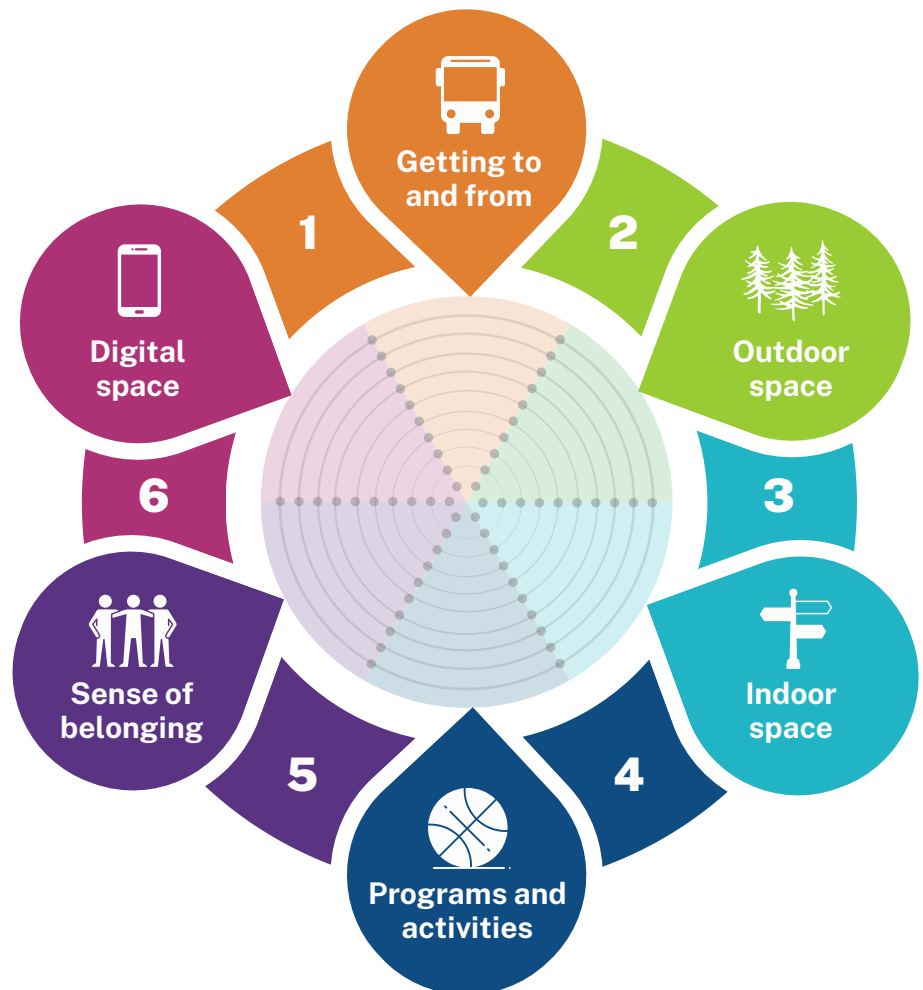 1
Getting to
and from
2
Outdoor
space
3
Indoor
space
4
Programs and
activities
5
Sense of
belonging
6
Digital
space